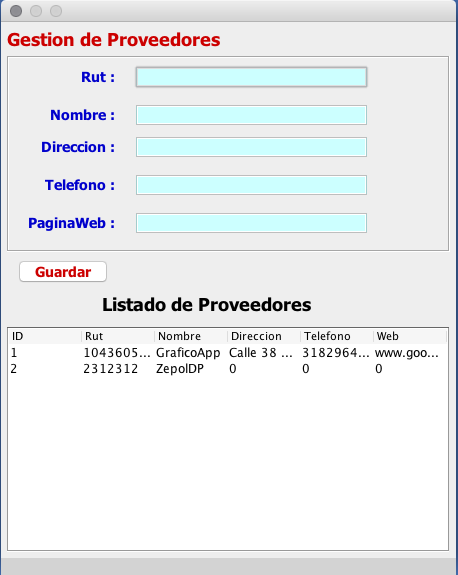 Gestion de Proveedores
Rut :
Nombre :
Direccion :
Telefono :
PaginaWeb :
Guardar
Listado de Proveedores
ID Rut Nombre Direccion Telefono Web
1 1043605... GraficoApp Calle 38 ... 3182964... www.goo...
2 2312312 ZepolDP 0 0 0